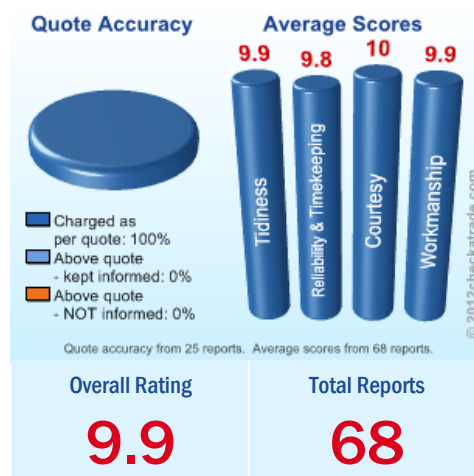 Quote Accuracy
Charged as
per quote: 100%
Above quote
- kept informed: 0%
Above quote
- NOT informed: 0%
Average Scores
9.9 9.8 10 9.9
Tidiness
Reliability & Timekeeping
Courtesy
Workmanship
© 2012checkatrade.com
Quote accuracy from 25 reports. Average scores from 68 reports.
Overall Rating
9.9
Total Reports
68